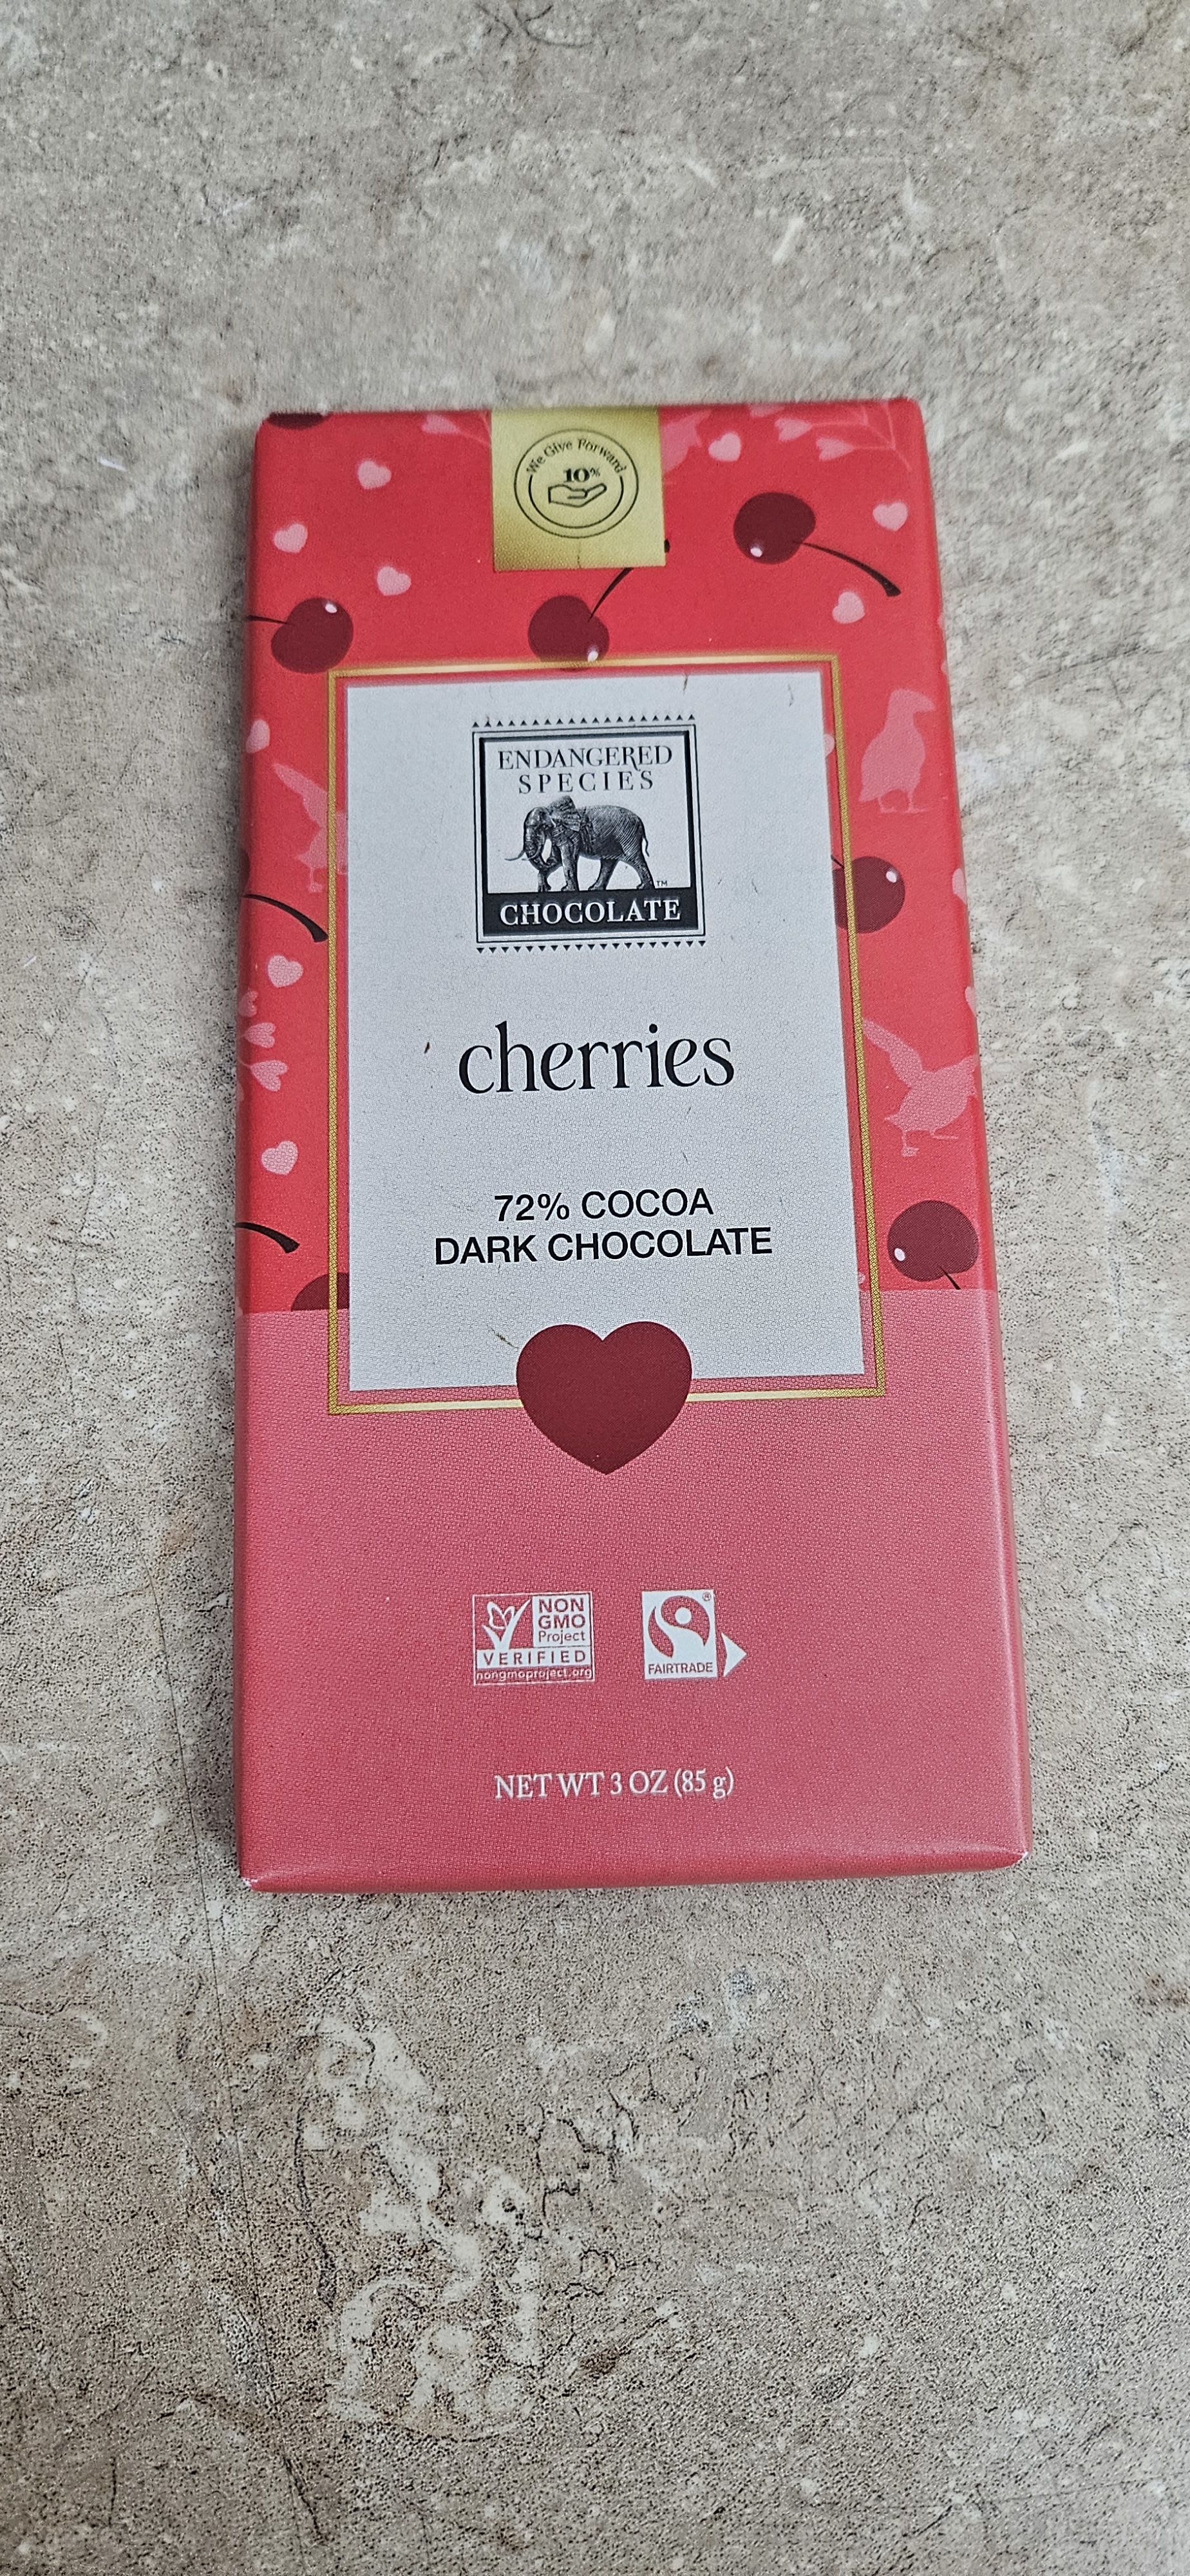 We Give Forward
10%
ENDANGERED
SPECIES
™
CHOCOLATE
cherries
72% COCOA
DARK CHOCOLATE
NON
GMO
Project
VERIFIED
nongmoproject.org
®
FAIRTRADE
NET WT 3 OZ (85 g)